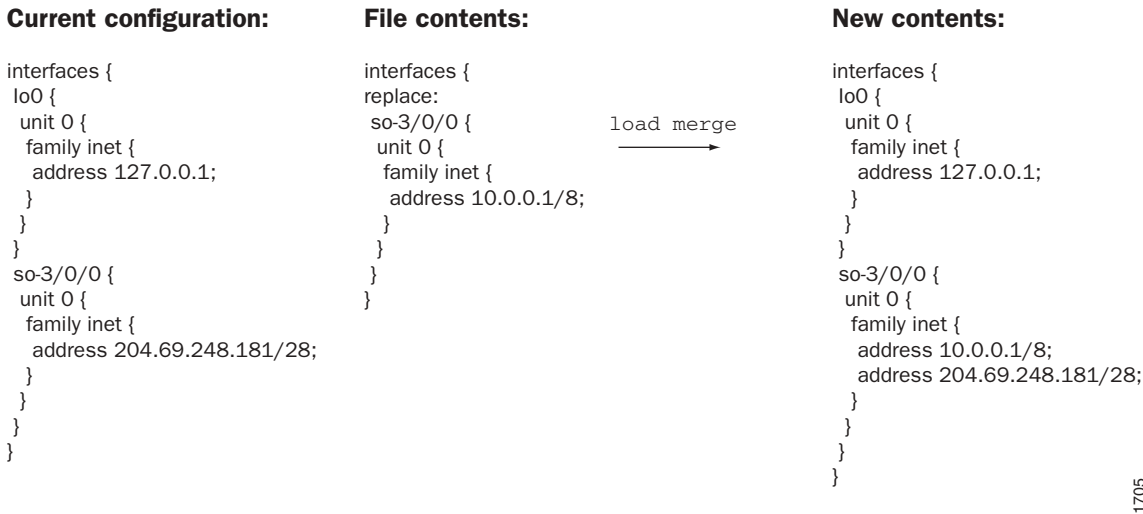 Current configuration:
interfaces {
lo0 {
unit 0 {
family inet {
address 127.0.0.1;
}
}
}
so-3/0/0 {
unit 0 {
family inet {
address 204.69.248.181/28;
}
}
}
}
File contents:
interfaces {
replace:
so-3/0/0 {
unit 0 {
family inet {
address 10.0.0.1/8;
}
}
}
}
load merge
New contents:
interfaces {
lo0 {
unit 0 {
family inet {
address 127.0.0.1;
}
}
}
so-3/0/0 {
unit 0 {
family inet {
address 10.0.0.1/8;
address 204.69.248.181/28;
}
}
}
}
1705